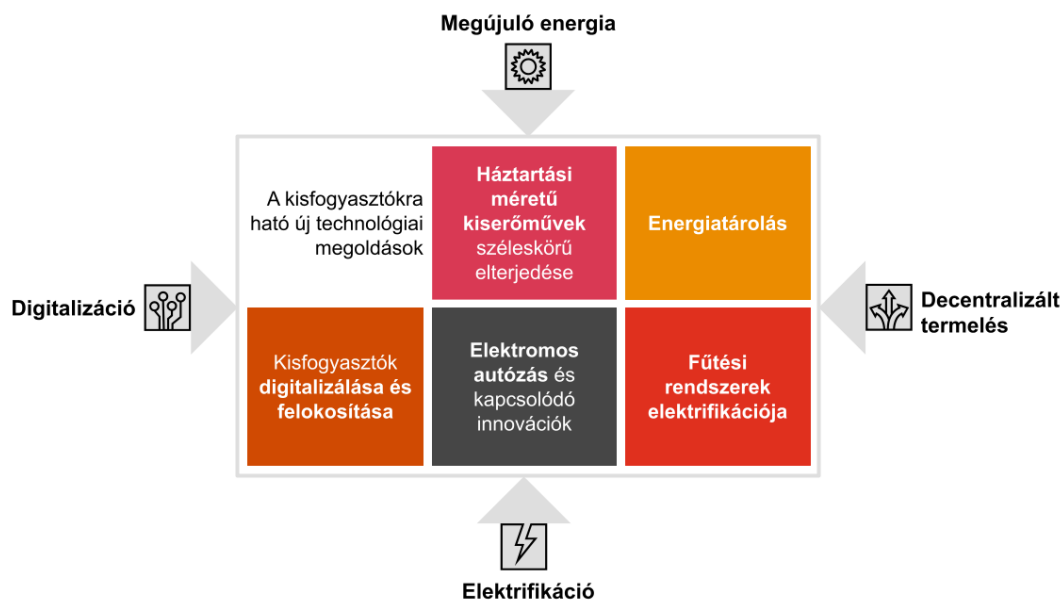 Megújuló energia
A kisfogyasztókra
ható új technológiai
megoldások
Háztartási
méretű
kiserőművek
széleskörű
elterjedése
Energiatárolás
Digitalizáció
Decentralizált
termelés
Kisfogyasztók
digitalizálása és
felokosítása
Elektromos
autózás és
kapcsolódó
innovációk
Fűtési
rendszerek
elektrifikációja
Elektrifikáció